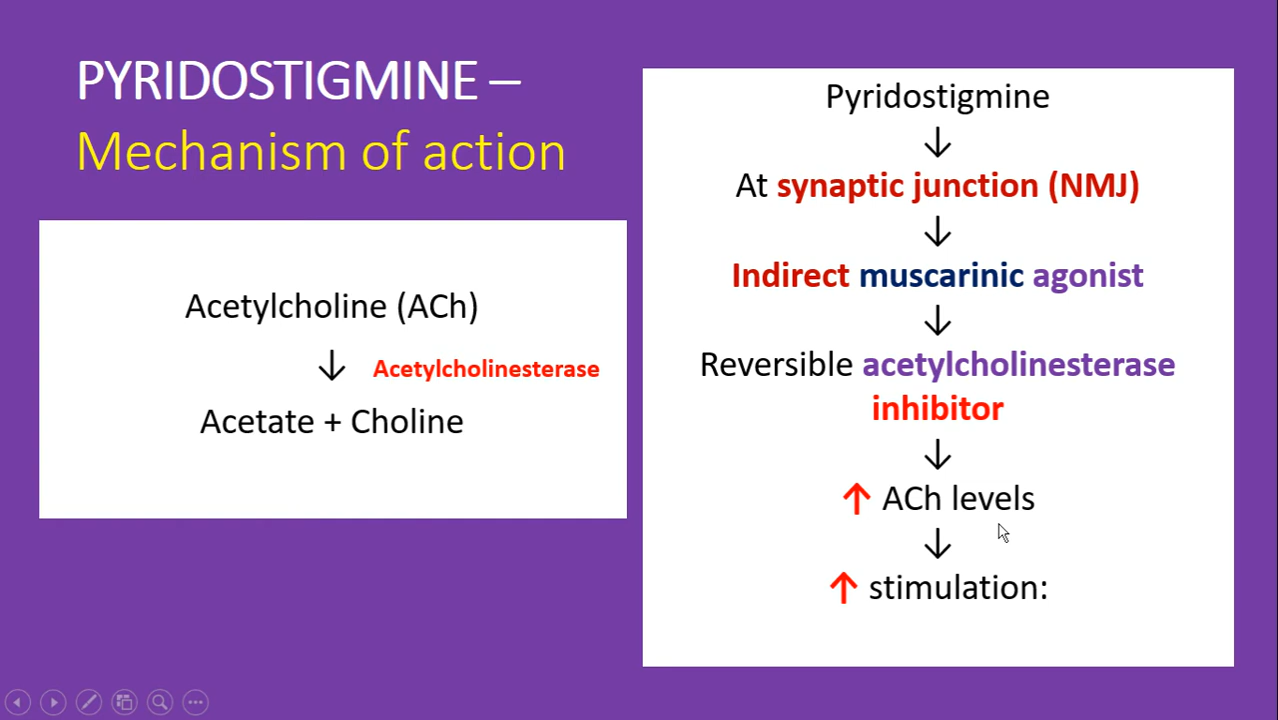 PYRIDOSTIGMINE –
Mechanism of action
Acetylcholine (ACh)
↓ Acetylcholinesterase
Acetate + Choline
Pyridostigmine
↓
At synaptic junction (NMJ)
↓
Indirect muscarinic agonist
↓
Reversible acetylcholinesterase
inhibitor
↓
↑ ACh levels
↓
↑ stimulation: